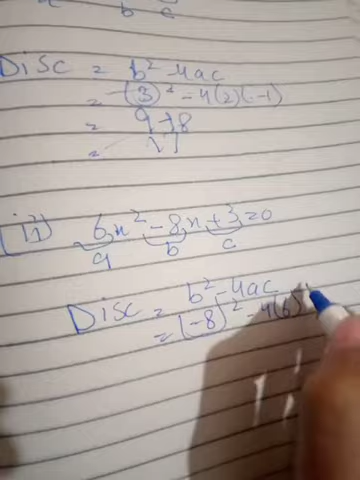 b c
Disc = b² - 4ac
= (3)² - 4(2)(-1)
= 9+8
= 17
ii) 6x² - 8x + 3 = 0
a b c
Disc = b² - 4ac
= (-8)² - 4(6)